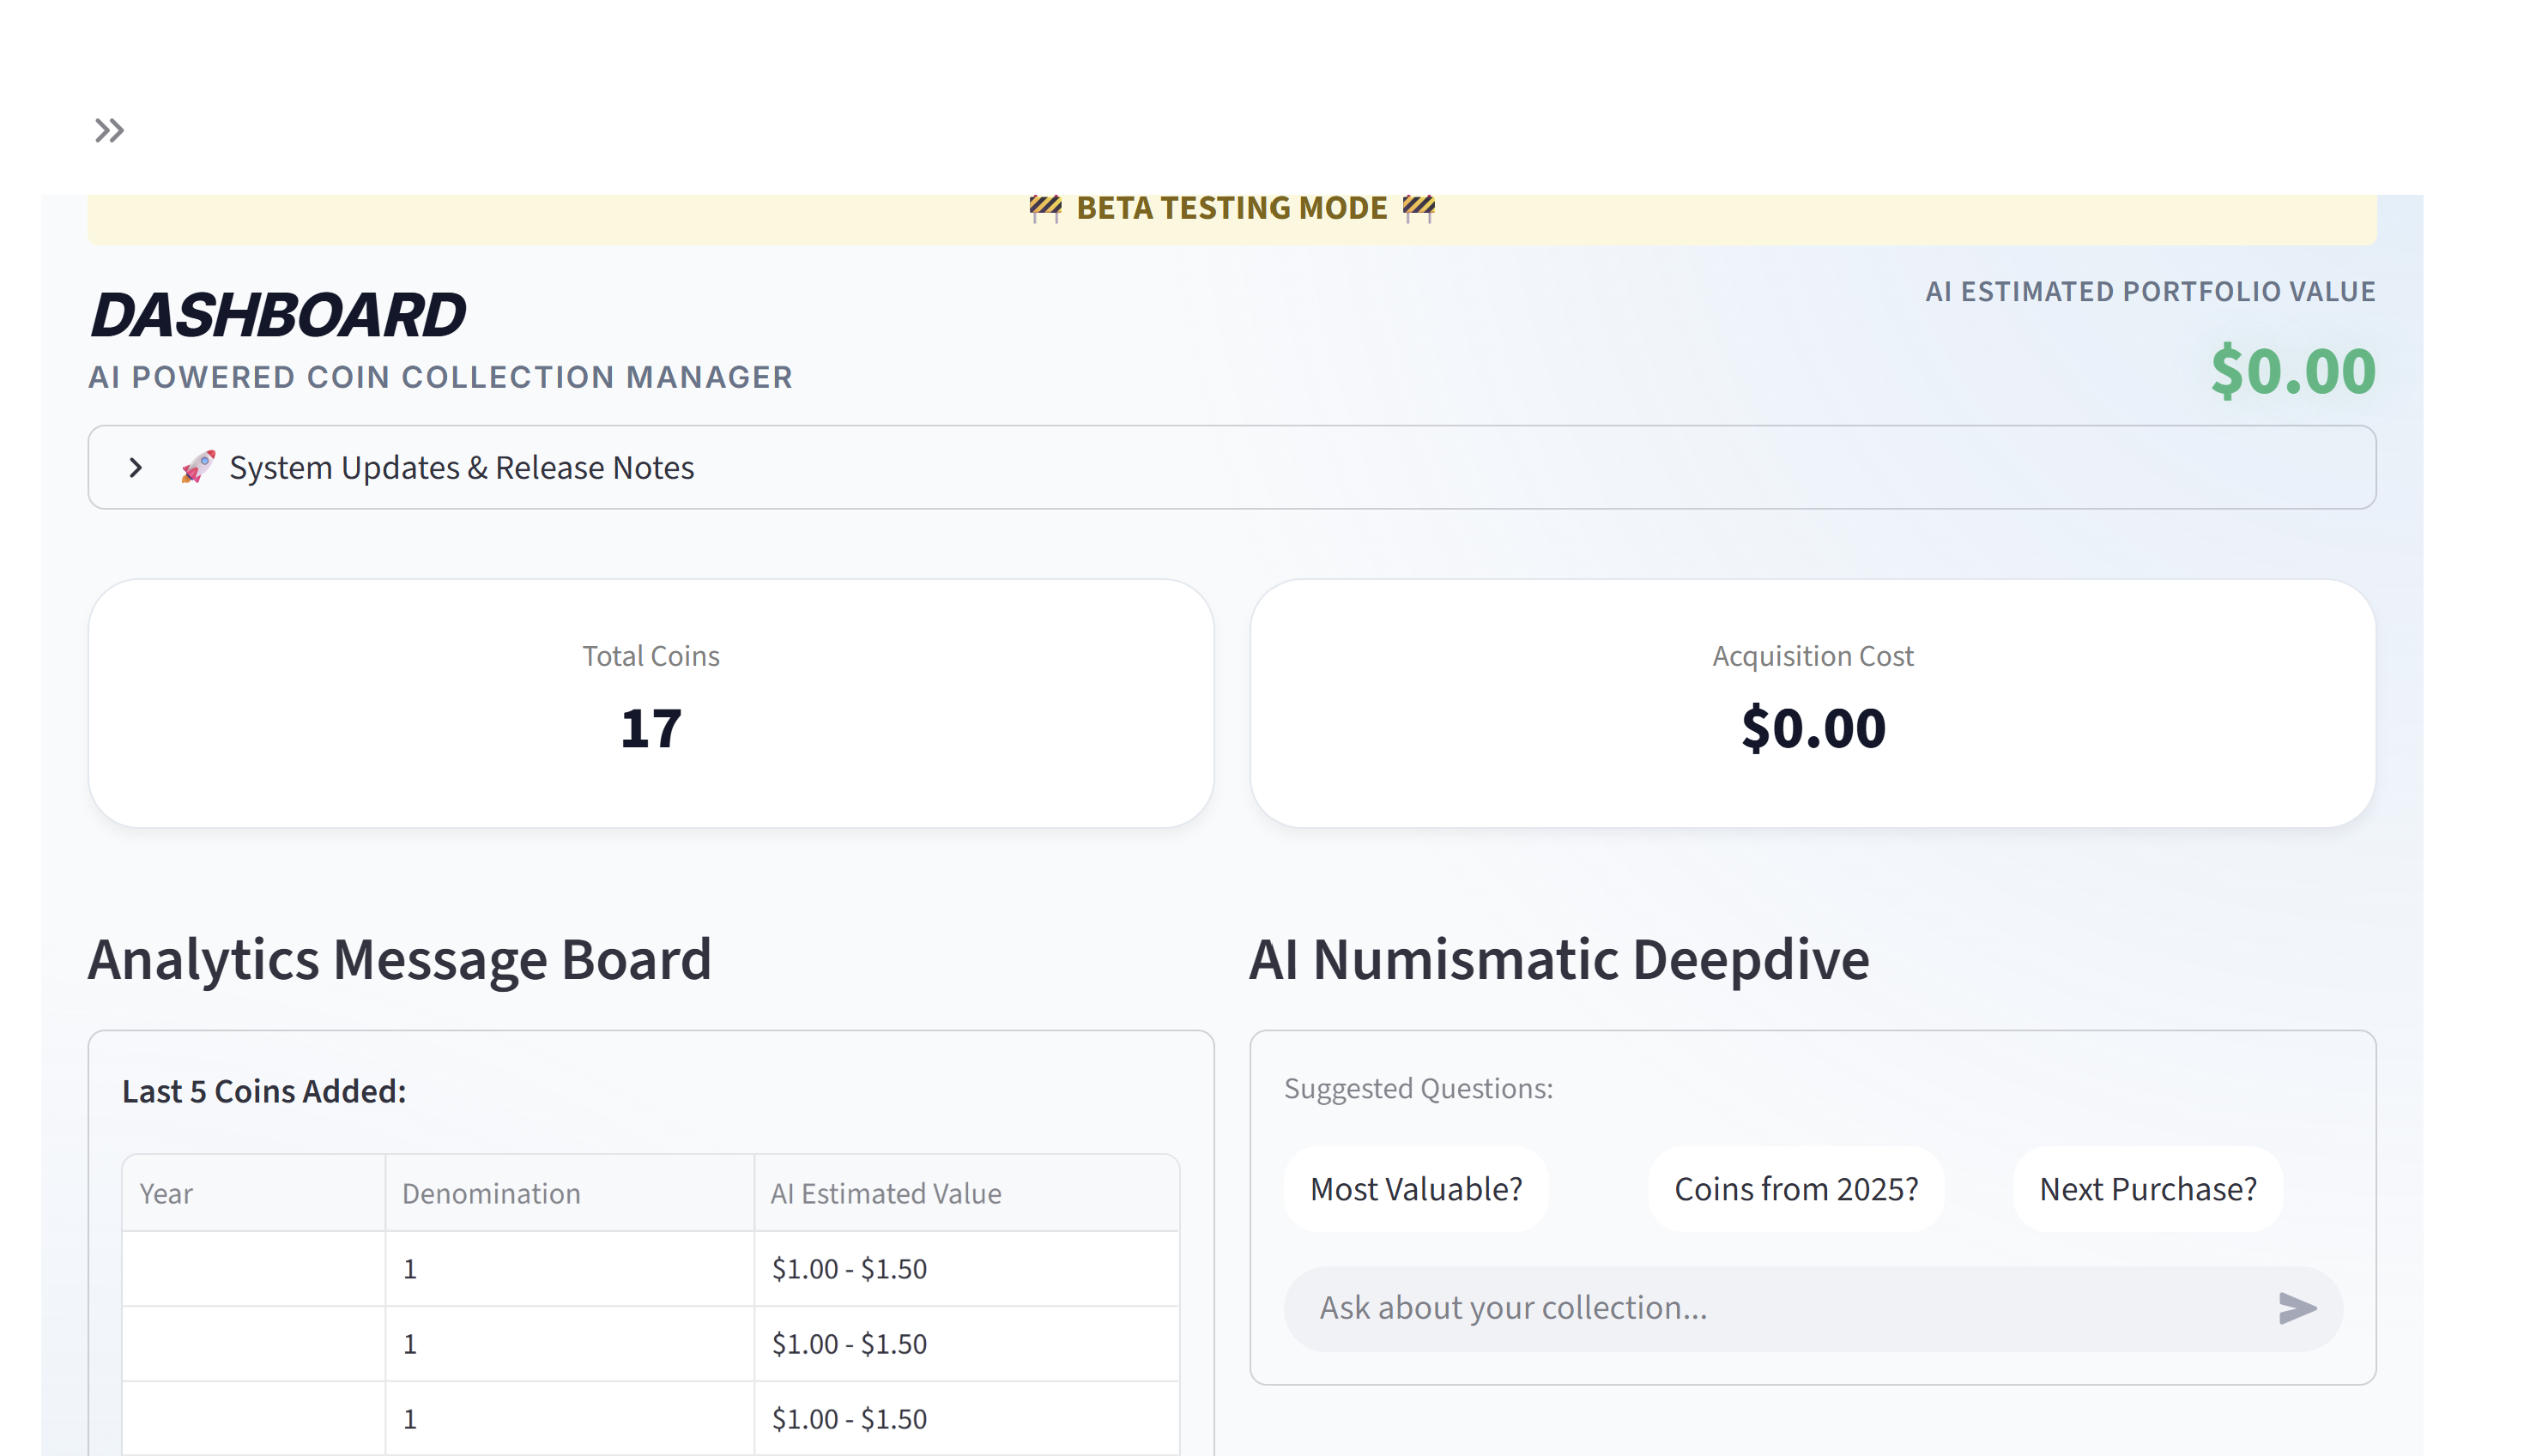 🚧 BETA TESTING MODE 🚧
DASHBOARD
AI POWERED COIN COLLECTION MANAGER
AI ESTIMATED PORTFOLIO VALUE
$0.00
🚀 System Updates & Release Notes
Total Coins
17
Acquisition Cost
$0.00
Analytics Message Board
Last 5 Coins Added:
Year Denomination AI Estimated Value
1 $1.00 - $1.50
1 $1.00 - $1.50
1 $1.00 - $1.50
AI Numismatic Deepdive
Suggested Questions:
Most Valuable? Coins from 2025? Next Purchase?
Ask about your collection...